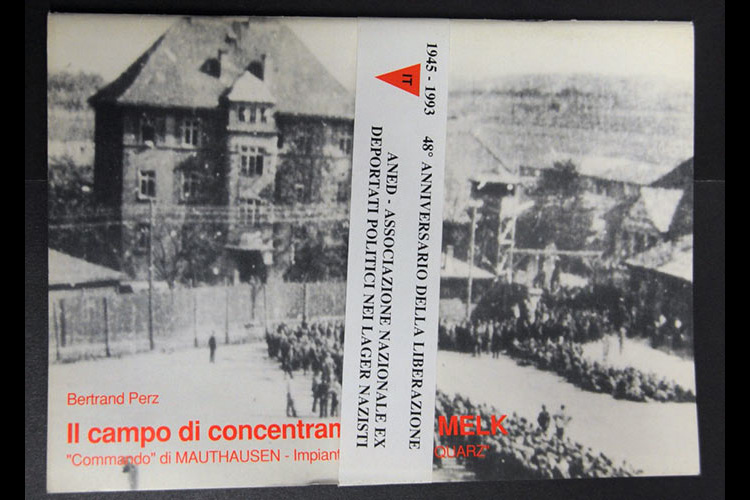 1945 - 1993 48° ANNIVERSARIO DELLA LIBERAZIONE
IT
ANED - ASSOCIAZIONE NAZIONALE EX
DEPORTATI POLITICI NEI LAGER NAZISTI
Bertrand Perz
Il campo di concentram MELK
"Commando" di MAUTHAUSEN - Impiant QUARZ"